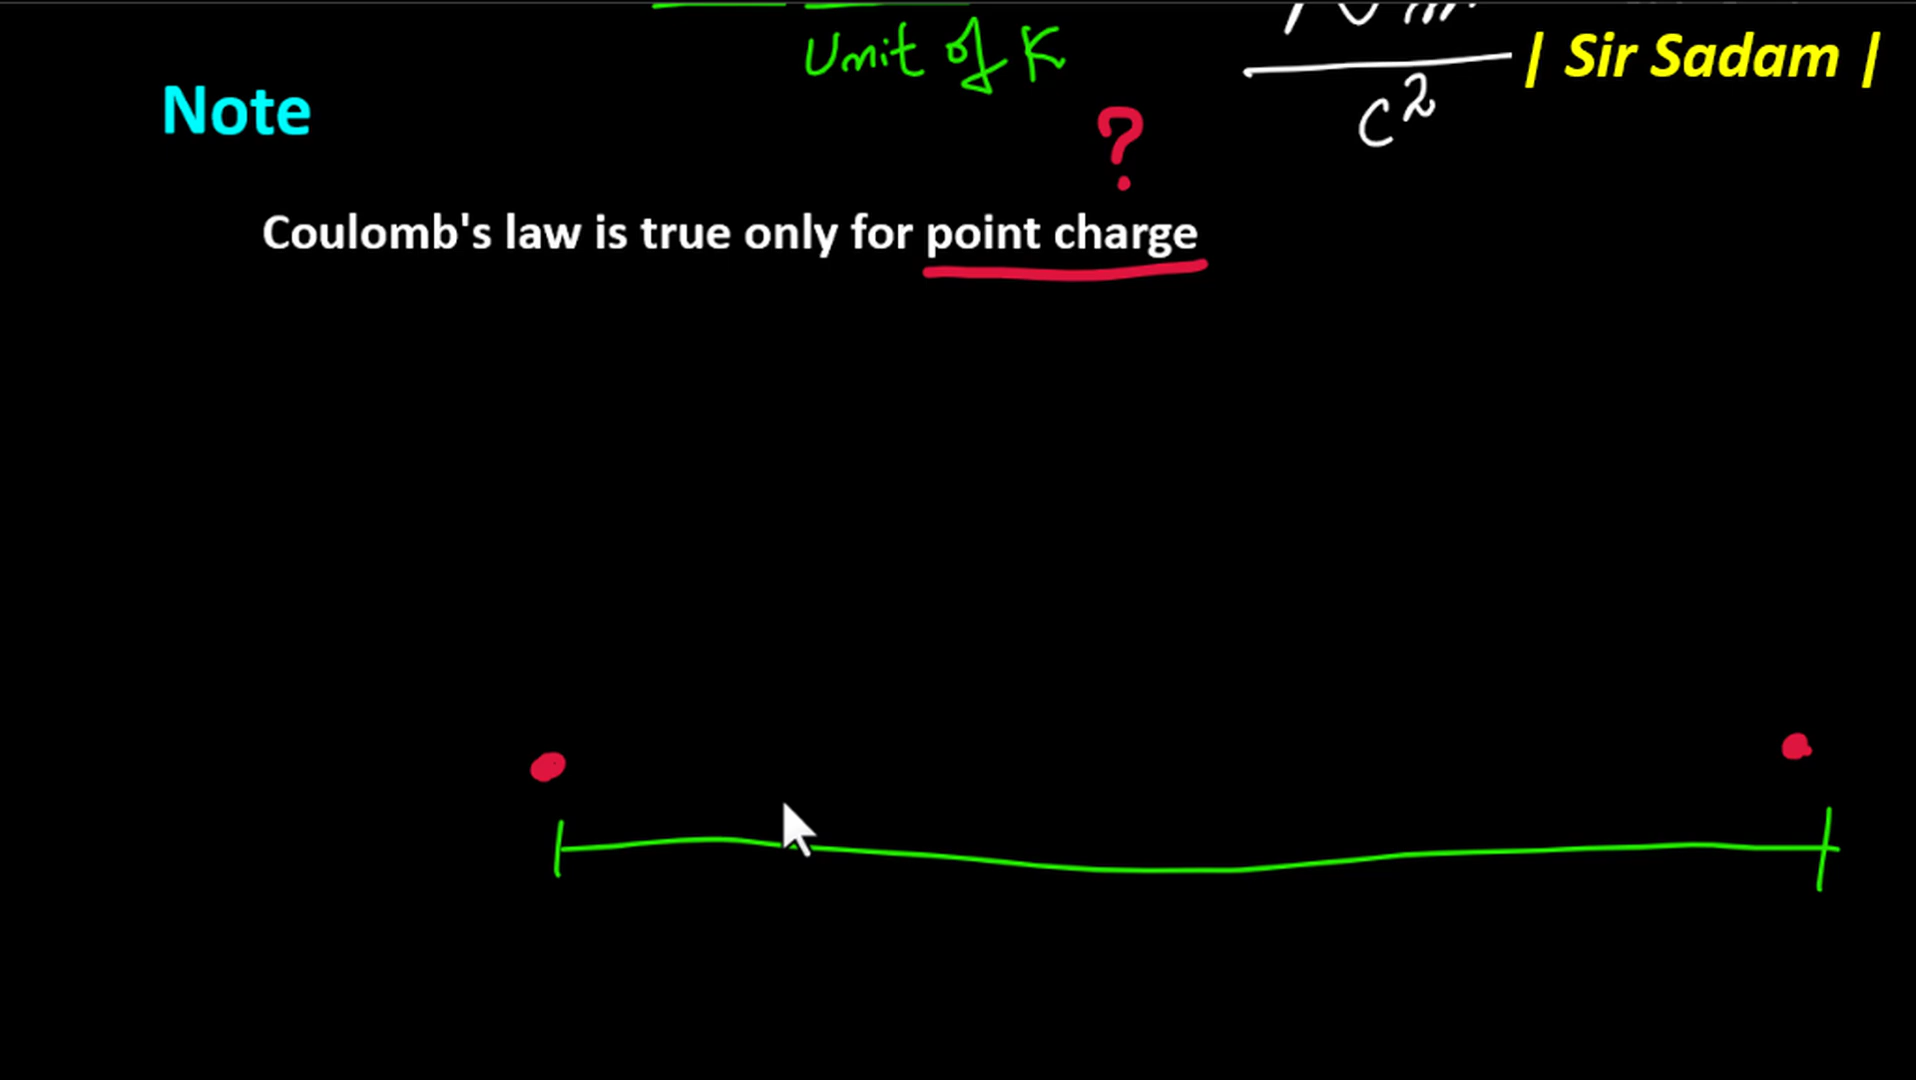 Unit of K
C²
| Sir Sadam |
Note
?
Coulomb's law is true only for point charge